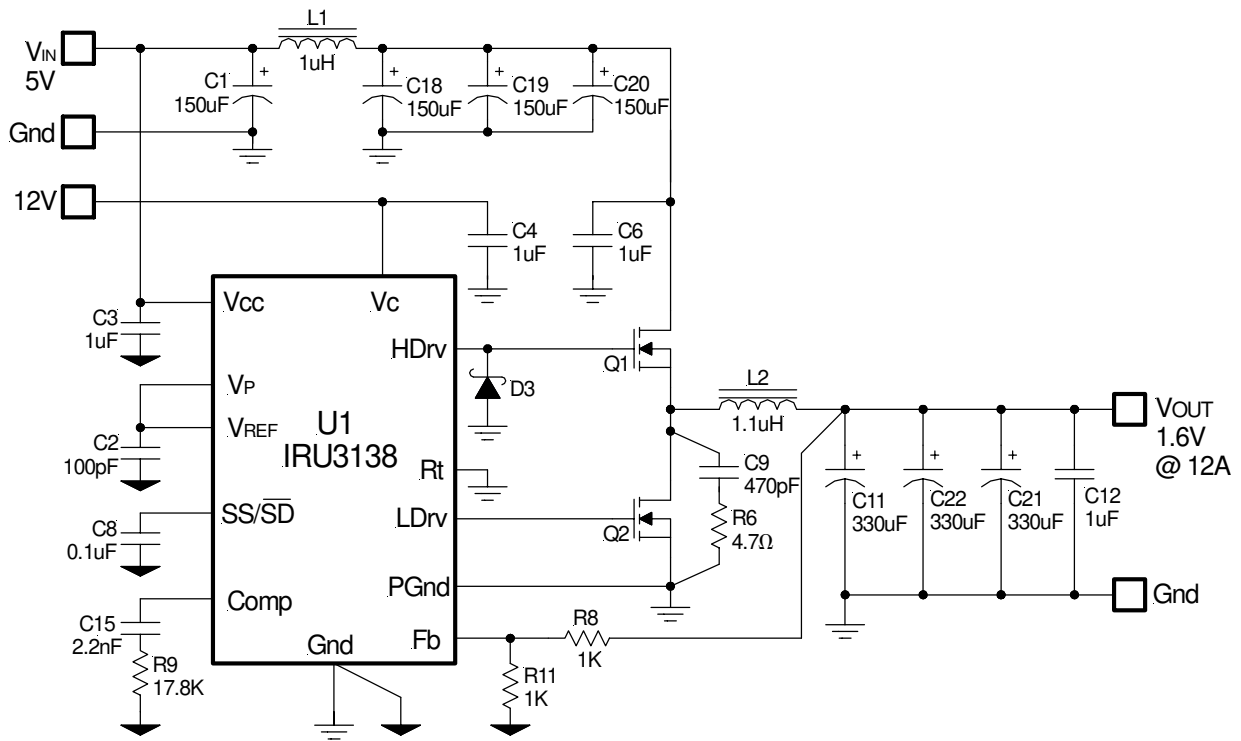 L1
1uH
VIN
5V
C1
150uF
+
C18
150uF
+
C19
150uF
+
C20
150uF
+
Gnd
12V
C4
1uF
C6
1uF
Vcc
Vc
C3
1uF
HDrv
Q1
D3
L2
1.1uH
VOUT
1.6V
@ 12A
VP
VREF
U1
IRU3138
C2
100pF
Rt
C9
470pF
C11
330uF
+
C22
330uF
+
C21
330uF
+
C12
1uF
SS/SD
C8
0.1uF
LDrv
Q2
R6
4.7Ω
PGnd
Gnd
Comp
C15
2.2nF
R9
17.8K
Gnd
Fb
R8
1K
R11
1K